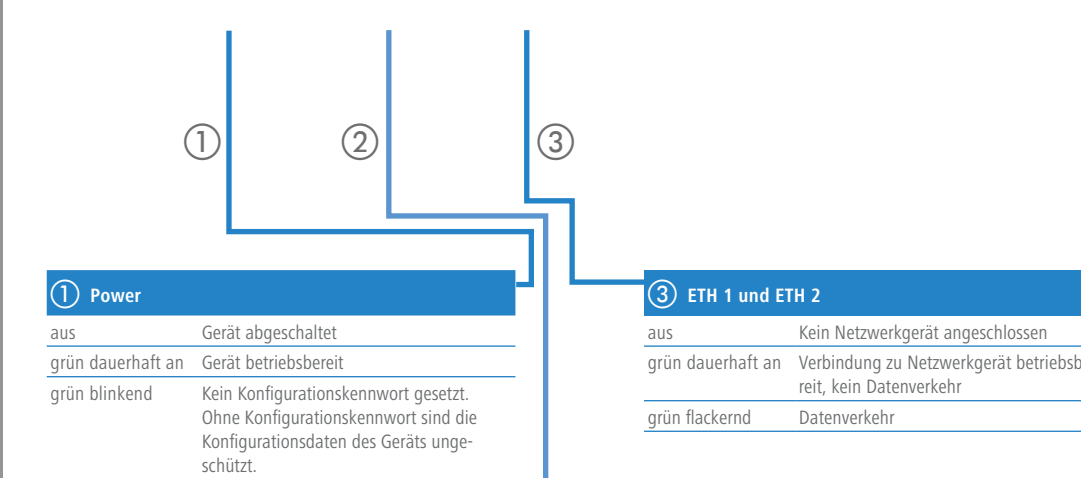 ① ② ③
① Power
aus Gerät abgeschaltet
grün dauerhaft an Gerät betriebsbereit
grün blinkend Kein Konfigurationskennwort gesetzt.
Ohne Konfigurationskennwort sind die
Konfigurationsdaten des Geräts unge-
schützt.
③ ETH 1 und ETH 2
aus Kein Netzwerkgerät angeschlossen
grün dauerhaft an Verbindung zu Netzwerkgerät betriebsb
reit, kein Datenverkehr
grün flackernd Datenverkehr